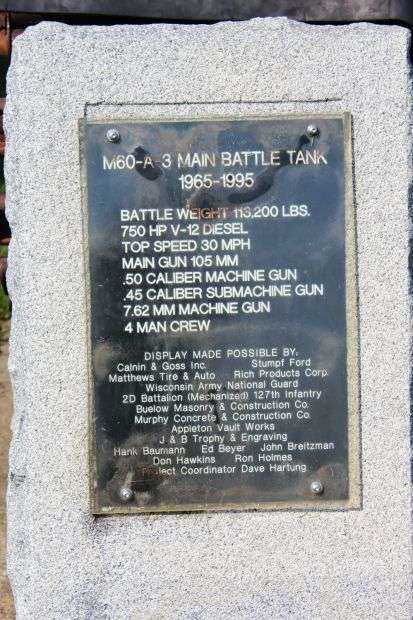 M60-A-3 MAIN BATTLE TANK
1965-1995
BATTLE WEIGHT 113,200 LBS.
750 HP V-12 DIESEL
TOP SPEED 30 MPH
MAIN GUN 105 MM
.50 CALIBER MACHINE GUN
.45 CALIBER SUBMACHINE GUN
7.62 MM MACHINE GUN
4 MAN CREW
DISPLAY MADE POSSIBLE BY.
Calnin & Goss Inc. Stumpf Ford
Matthews Tire & Auto Rich Products Corp.
Wisconsin Army National Guard
2D Battalion (Mechanized) 127th Infantry
Buelow Masonry & Construction Co.
Murphy Concrete & Construction Co.
Appleton Vault Works
J & B Trophy & Engraving
Hank Baumann Ed Beyer John Breitzman
Don Hawkins Ron Holmes
Project Coordinator Dave Hartung